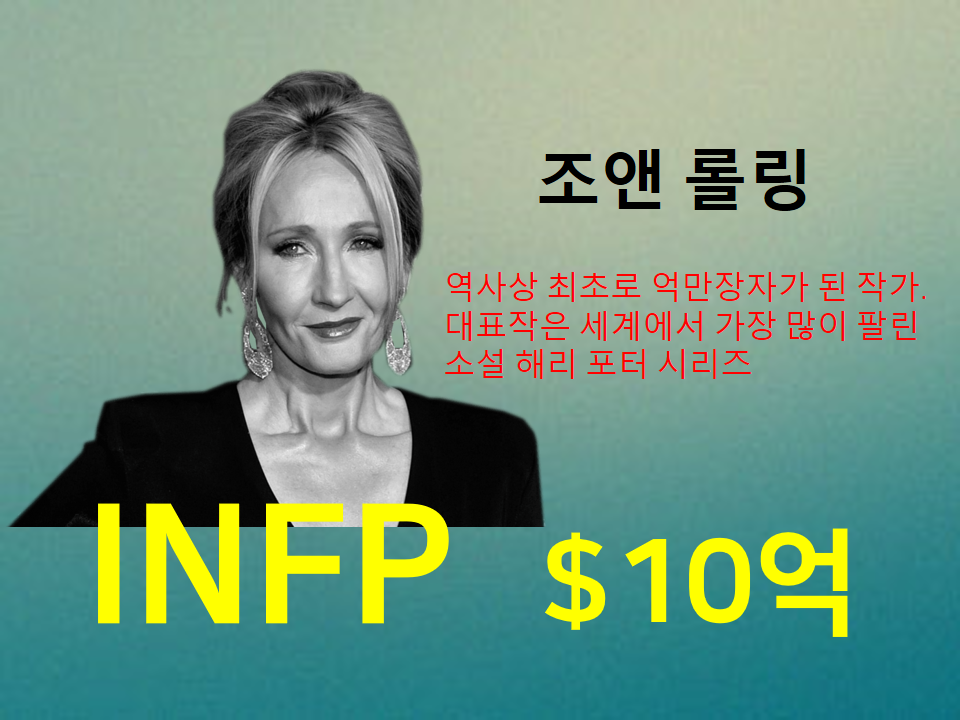 조앤 롤링
역사상 최초로 억만장자가 된 작가.
대표작은 세계에서 가장 많이 팔린
소설 해리 포터 시리즈
INFP $10억